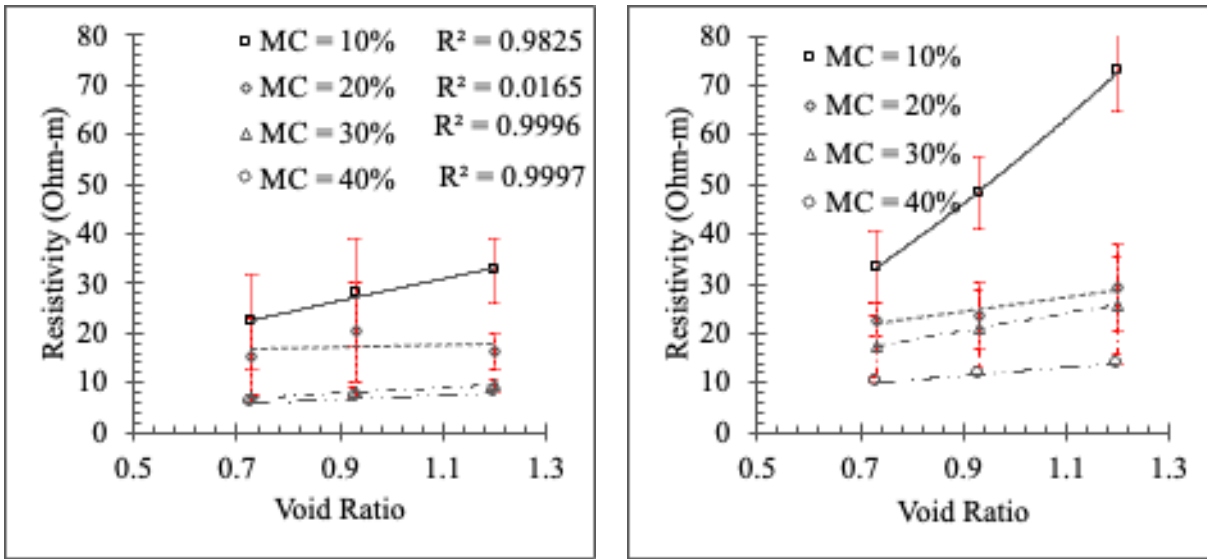 80
70
60
50
40
30
20
10
0
Resistivity (Ohm-m)
MC = 10% R² = 0.9825
MC = 20% R² = 0.0165
MC = 30% R² = 0.9996
MC = 40% R² = 0.9997
0.5 0.7 0.9 1.1 1.3
Void Ratio
80
70
60
50
40
30
20
10
0
Resistivity (Ohm-m)
MC = 10%
MC = 20%
MC = 30%
MC = 40%
0.5 0.7 0.9 1.1 1.3
Void Ratio